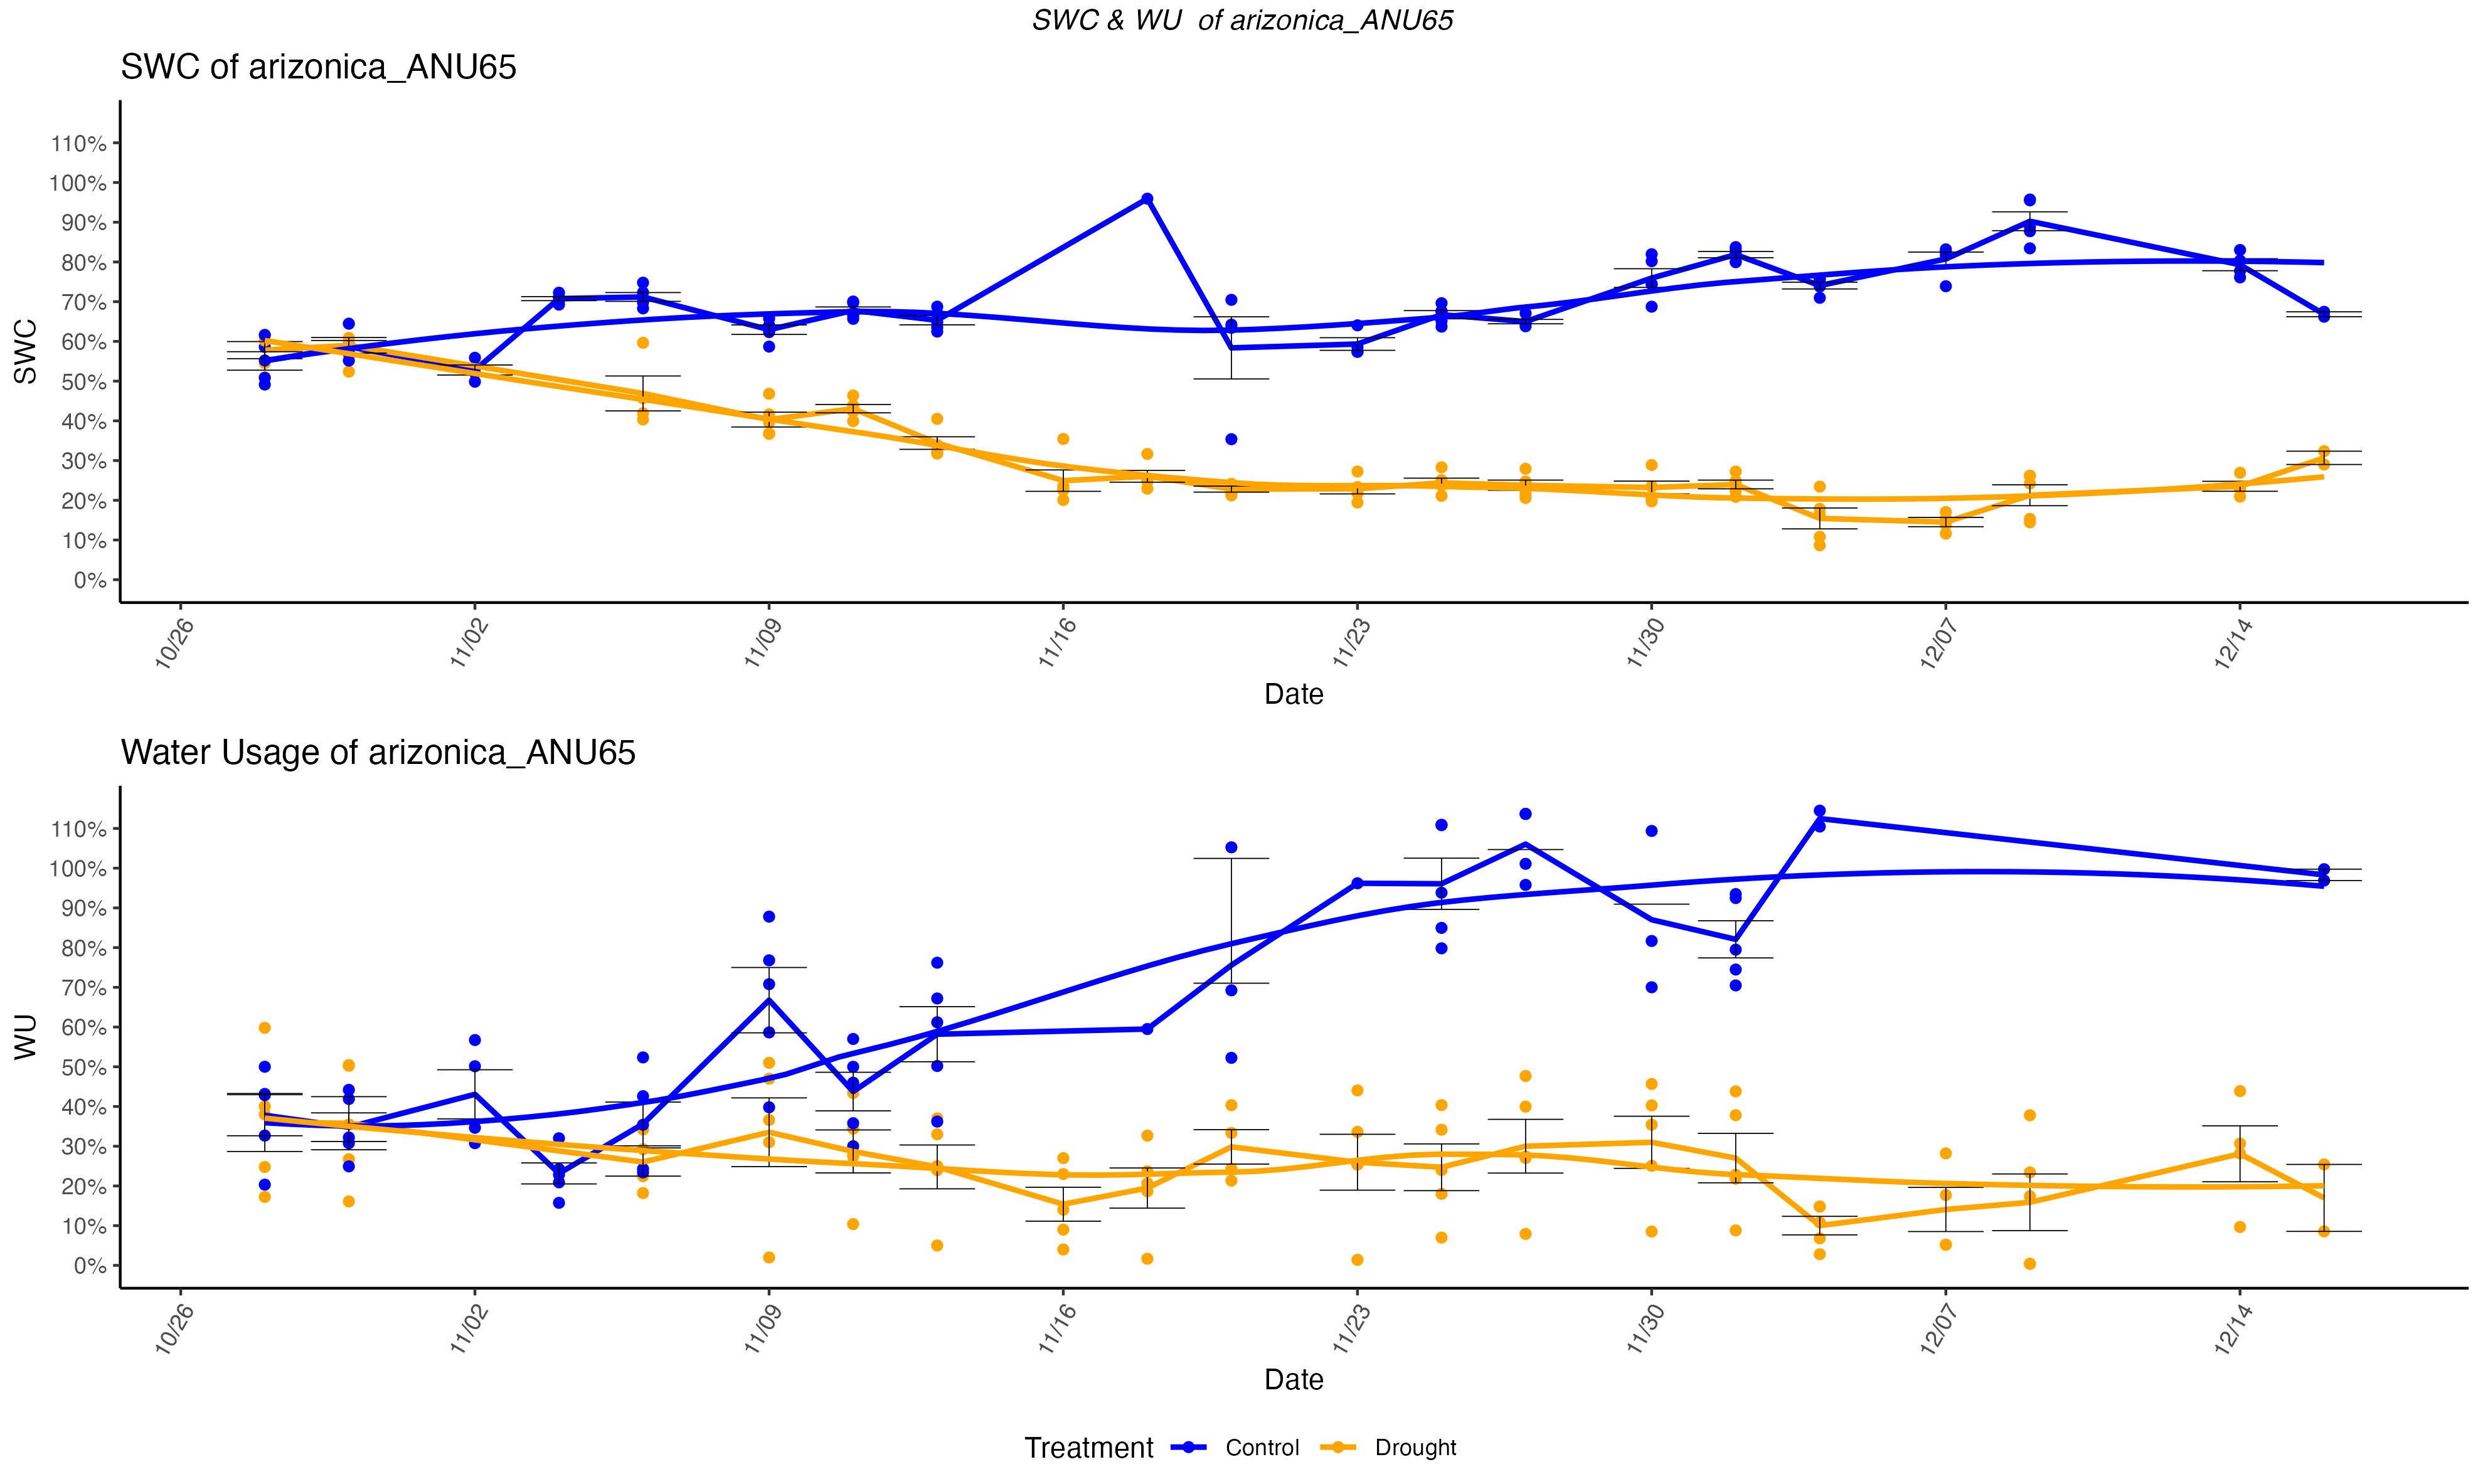 SWC & WU of arizonica_ANU65
SWC of arizonica_ANU65
110%
100%
90%
80%
70%
60%
50%
40%
30%
20%
10%
0%
SWC
10/26 11/02 11/09 11/16 11/23 11/30 12/07 12/14
Date
Water Usage of arizonica_ANU65
110%
100%
90%
80%
70%
60%
50%
40%
30%
20%
10%
0%
WU
10/26 11/02 11/09 11/16 11/23 11/30 12/07 12/14
Date
Treatment Control Drought